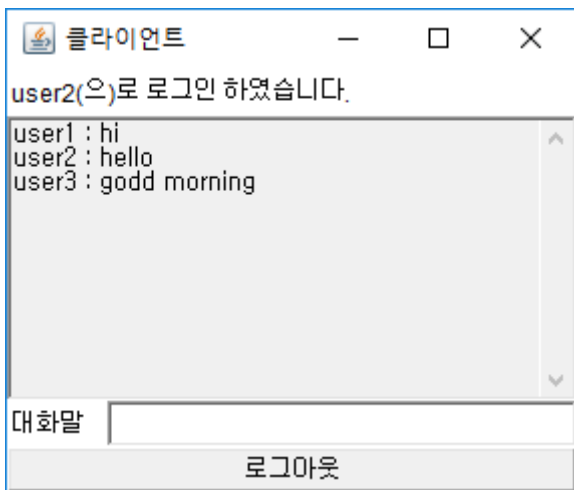 클라이언트
user2(으)로 로그인 하였습니다.
user1 : hi
user2 : hello
user3 : godd morning
대화말
로그아웃